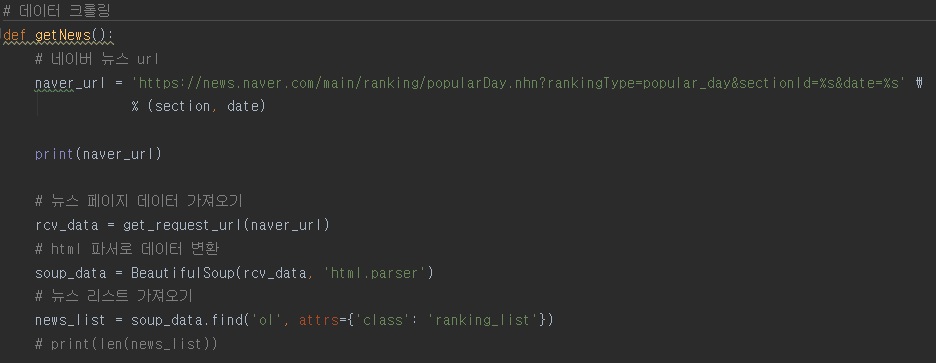 # 데이터 크롤링
def getNews():
    # 네이버 뉴스 url
    naver_url = 'https://news.naver.com/main/ranking/popularDay.nhn?rankingType=popular_day&sectionId=%s&date=%s' ₩
                % (section, date)
    print(naver_url)
    # 뉴스 페이지 데이터 가져오기
    rcv_data = get_request_url(naver_url)
    # html 파서로 데이터 변환
    soup_data = BeautifulSoup(rcv_data, 'html.parser')
    # 뉴스 리스트 가져오기
    news_list = soup_data.find('ol', attrs={'class': 'ranking_list'})
    # print(len(news_list))